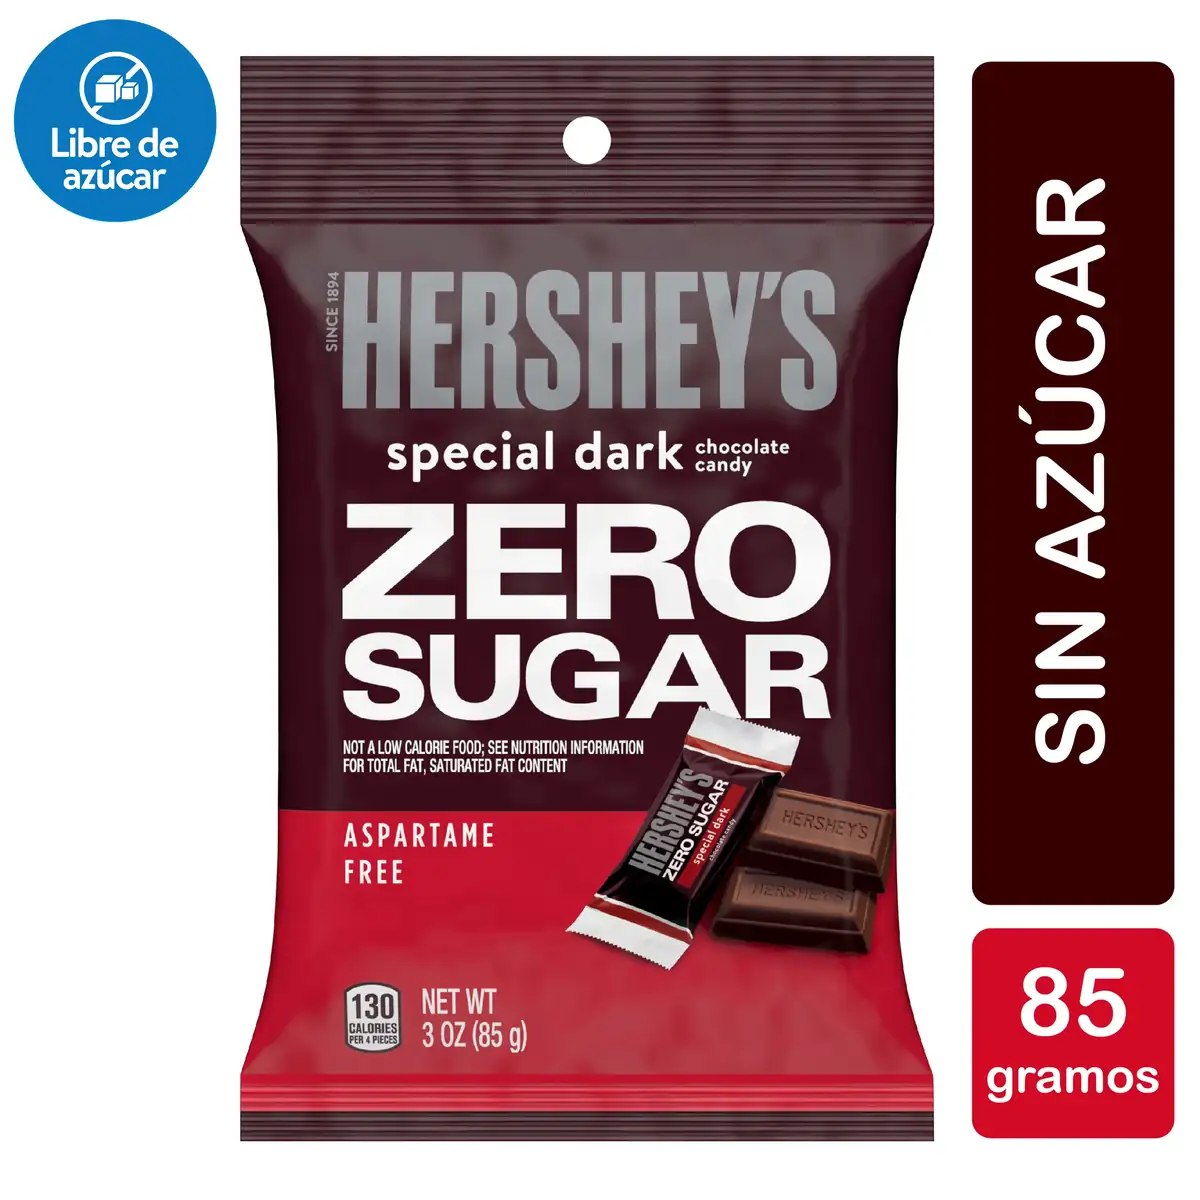 Libre de
azúcar
SINCE 1894
HERSHEY'S
special dark chocolate
candy
ZERO
SUGAR
NOT A LOW CALORIE FOOD; SEE NUTRITION INFORMATION
FOR TOTAL FAT, SATURATED FAT CONTENT
ASPARTAME
FREE
HERSHEY'S
ZERO SUGAR
special dark
chocolate candy
HERSHEY'S
HERSHEY'S
130
CALORIES
PER 4 PIECES
NET WT
3 OZ (85 g)
SIN AZÚCAR
85
gramos